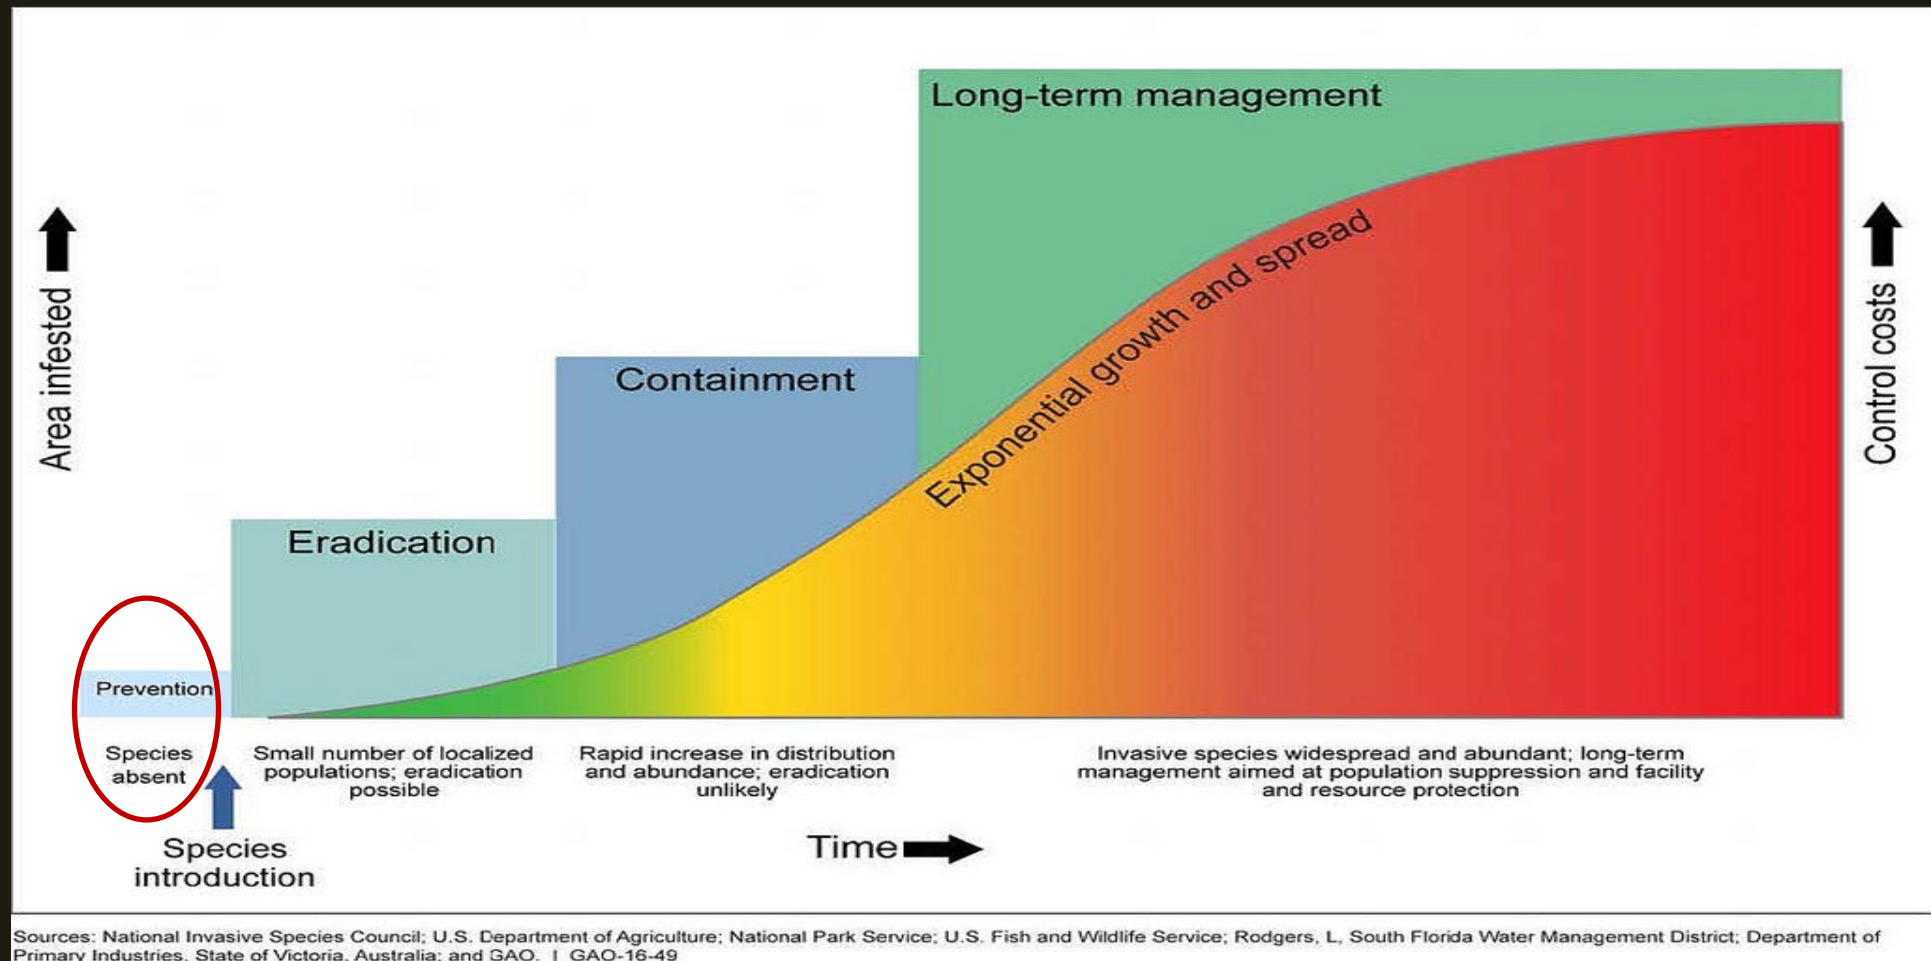 Long-term management
Exponential growth and spread
Containment
Eradication
Prevention
Area infested
Control costs
Species
absent
Small number of localized
populations; eradication
possible
Rapid increase in distribution
and abundance; eradication
unlikely
Invasive species widespread and abundant; long-term
management aimed at population suppression and facility
and resource protection
Species
introduction
Time
Sources: National Invasive Species Council; U.S. Department of Agriculture; National Park Service; U.S. Fish and Wildlife Service; Rodgers, L, South Florida Water Management District; Department of
Primary Industries, State of Victoria, Australia; and GAO. | GAO-16-49